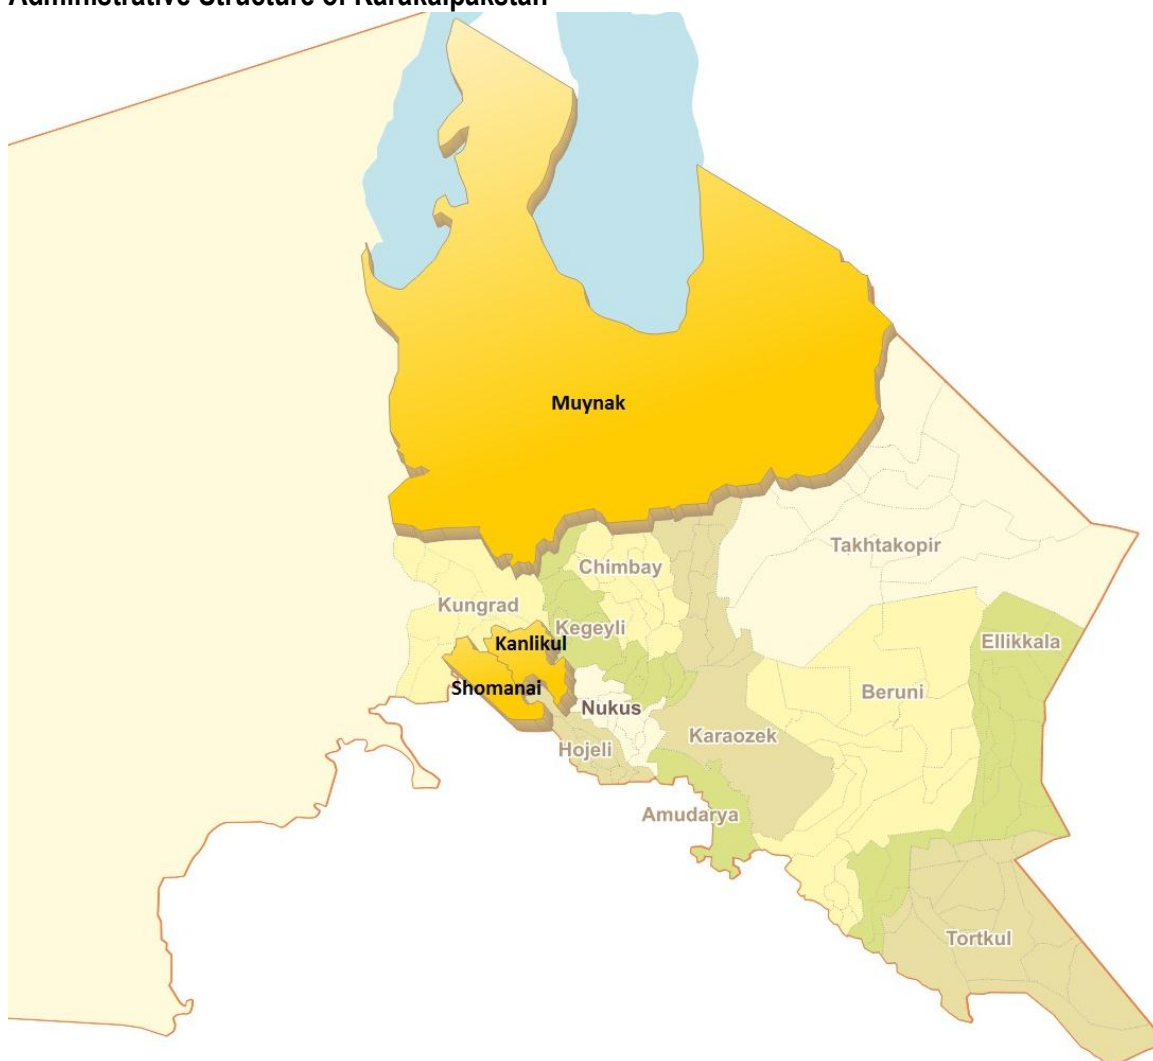 Administrative Structure of Karakalpakstan
Muynak
Takhtakopir
Chimbay
Kungrad
Kegeyli
Kanlikul
Ellikkala
Shomanai
Beruni
Nukus
Karaozek
Hojeli
Amudarya
Tortkul